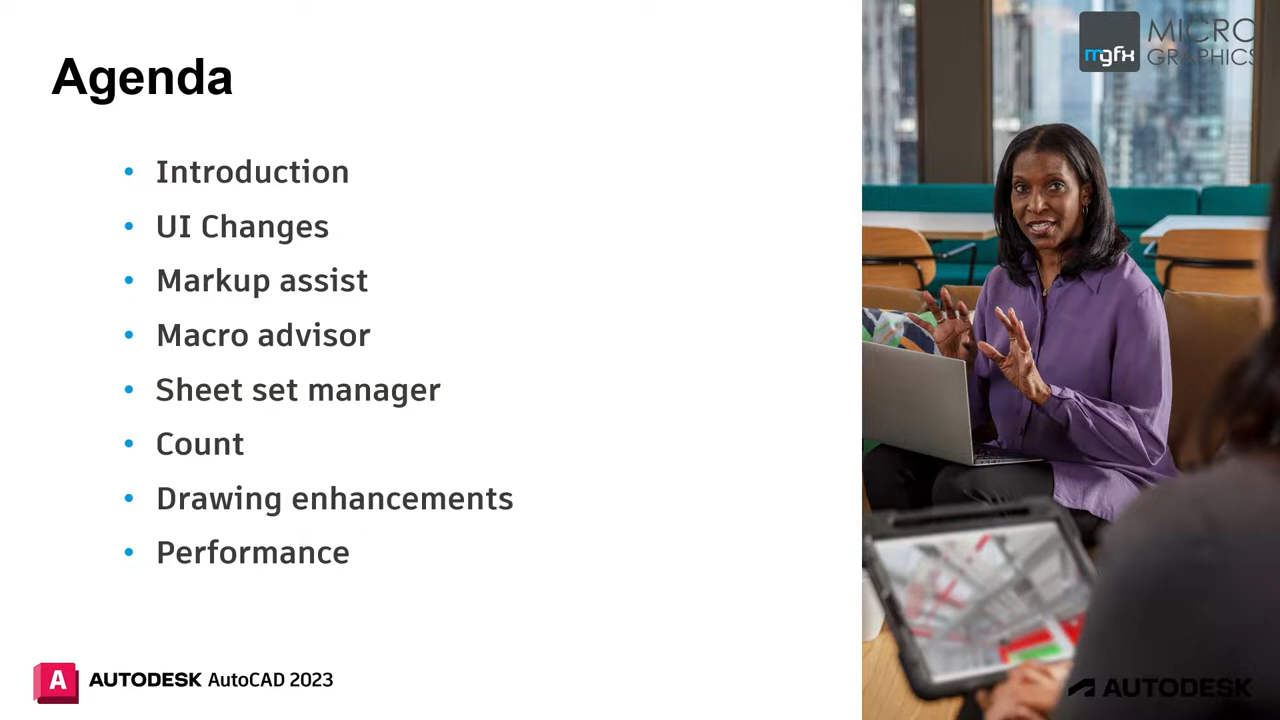 Agenda
• Introduction
• UI Changes
• Markup assist
• Macro advisor
• Sheet set manager
• Count
• Drawing enhancements
• Performance
A AUTODESK AutoCAD 2023
mgfx MICRO
GRAPHICS
AUTODESK